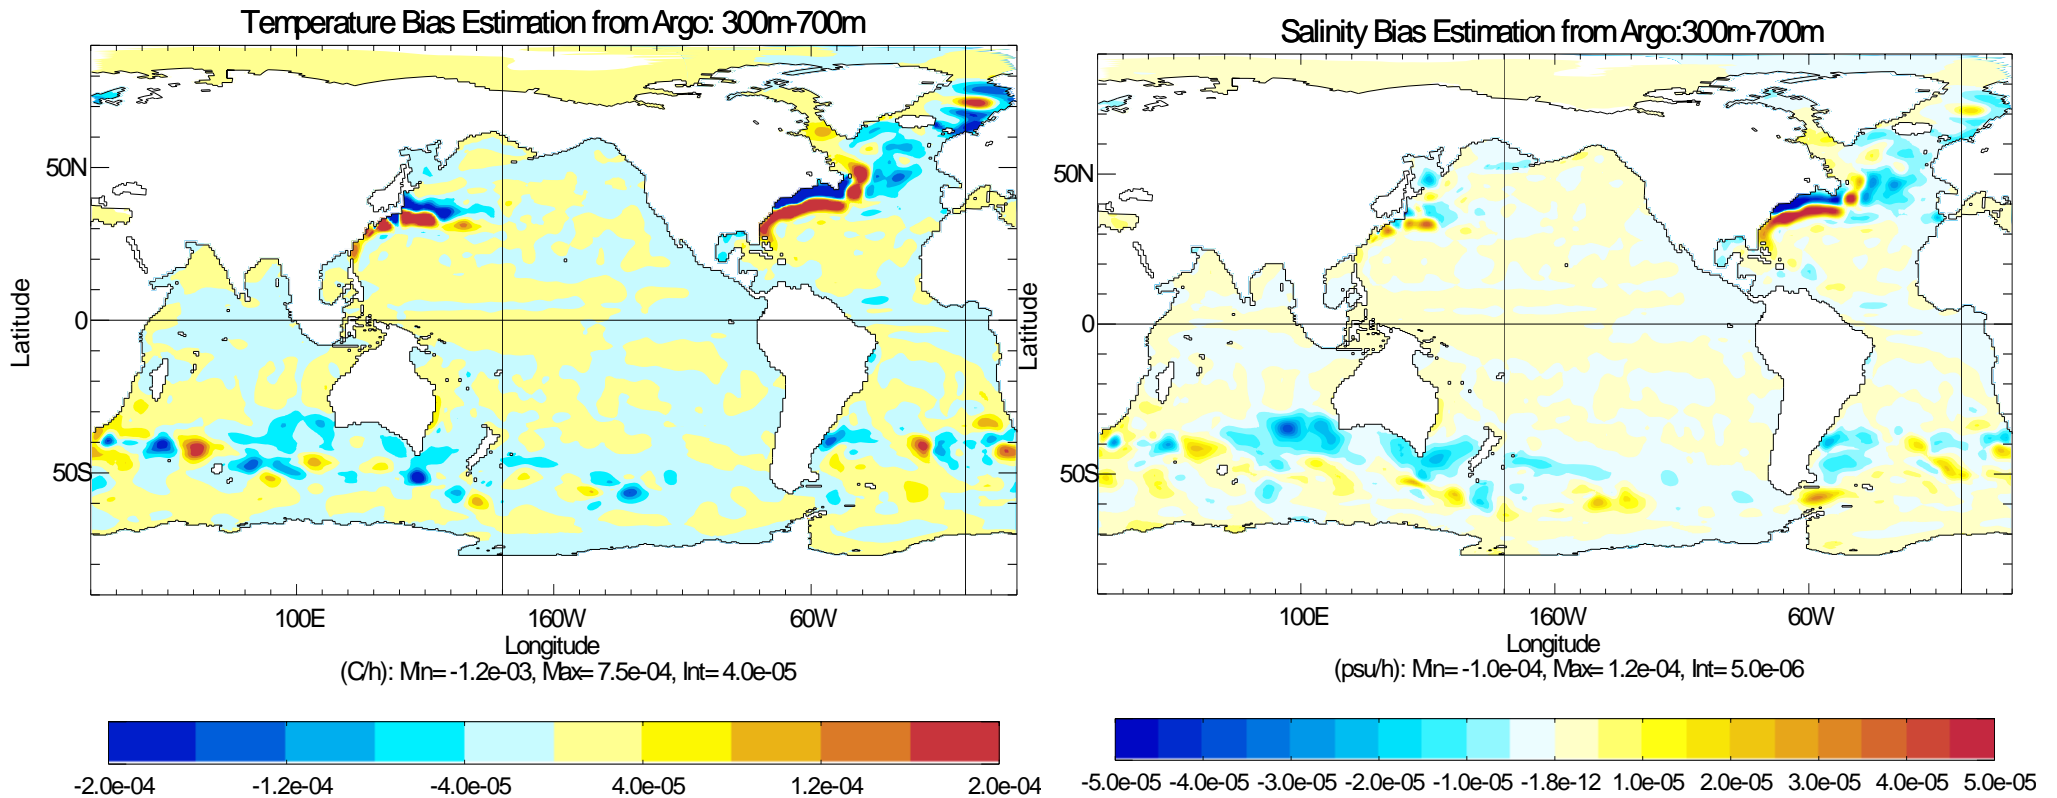 Temperature Bias Estimation from Argo: 300m-700m
50N
0
50S
Latitude
100E
160W
60W
Longitude
(C/h): Min= -1.2e-03, Max= 7.5e-04, Int= 4.0e-05
-2.0e-04
-1.2e-04
-4.0e-05
4.0e-05
1.2e-04
2.0e-04
Salinity Bias Estimation from Argo:300m-700m
50N
0
50S
Latitude
100E
160W
60W
Longitude
(psu/h): Min= -1.0e-04, Max= 1.2e-04, Int= 5.0e-06
-5.0e-05
-4.0e-05
-3.0e-05
-2.0e-05
-1.0e-05
-1.8e-12
1.0e-05
2.0e-05
3.0e-05
4.0e-05
5.0e-05